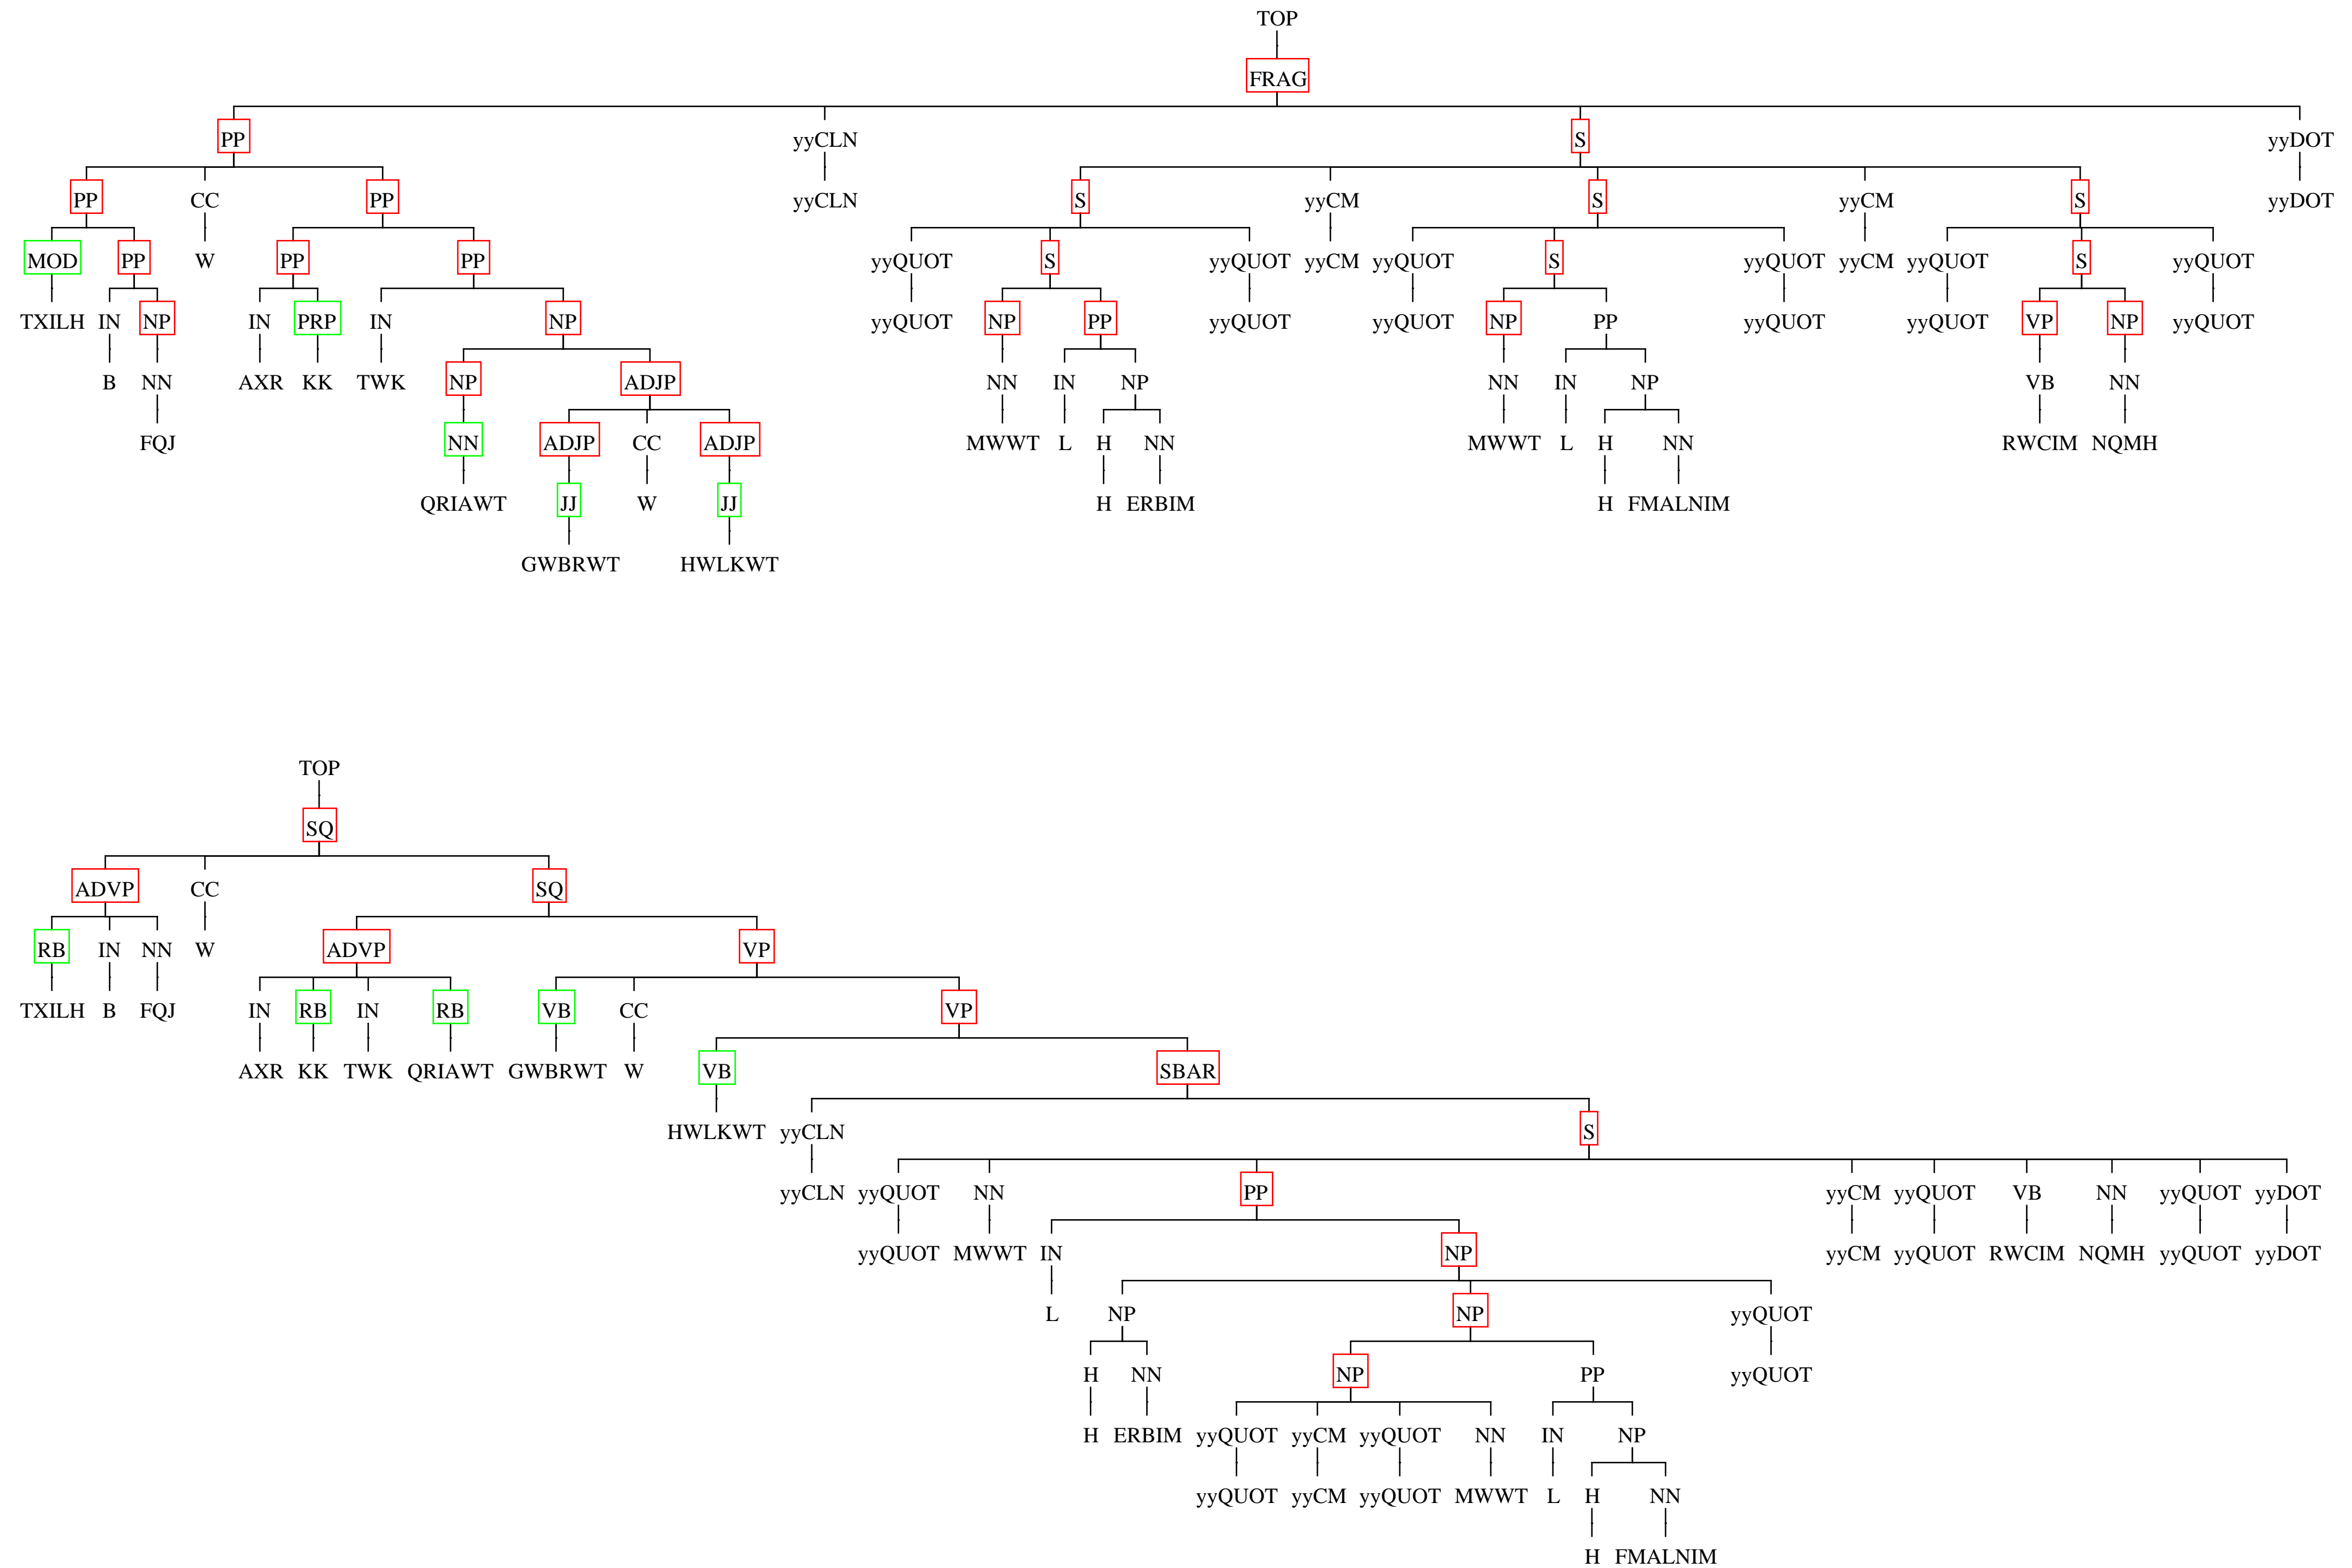 TOP
FRAG
PP yyCLN S yyDOT
PP CC PP yyCLN S yyCM S yyCM S yyDOT
MOD PP W PP PP yyQUOT S yyQUOT yyCM yyQUOT S yyQUOT yyCM yyQUOT S yyQUOT
TXILH IN NP IN PRP IN NP yyQUOT NP PP yyQUOT yyQUOT NP PP yyQUOT yyQUOT VP NP yyQUOT
B NN AXR KK TWK NP ADJP NN IN NP NN IN NP VB NN
FQJ NN ADJP CC ADJP MWWT L H NN MWWT L H NN RWCIM NQMH
QRIAWT JJ W JJ H ERBIM H FMALNIM
GWBRWT HWLKWT
TOP
SQ
ADVP CC SQ
RB IN NN W ADVP VP
TXILH B FQJ IN RB IN RB VB CC VP
AXR KK TWK QRIAWT GWBRWT W VB SBAR
HWLKWT yyCLN S
yyCLN yyQUOT NN PP yyCM yyQUOT VB NN yyQUOT yyDOT
yyQUOT MWWT IN NP yyCM yyQUOT RWCIM NQMH yyQUOT yyDOT
L NP NP yyQUOT
H NN NP PP yyQUOT
H ERBIM yyQUOT yyCM yyQUOT NN IN NP
yyQUOT yyCM yyQUOT MWWT L H NN
H FMALNIM